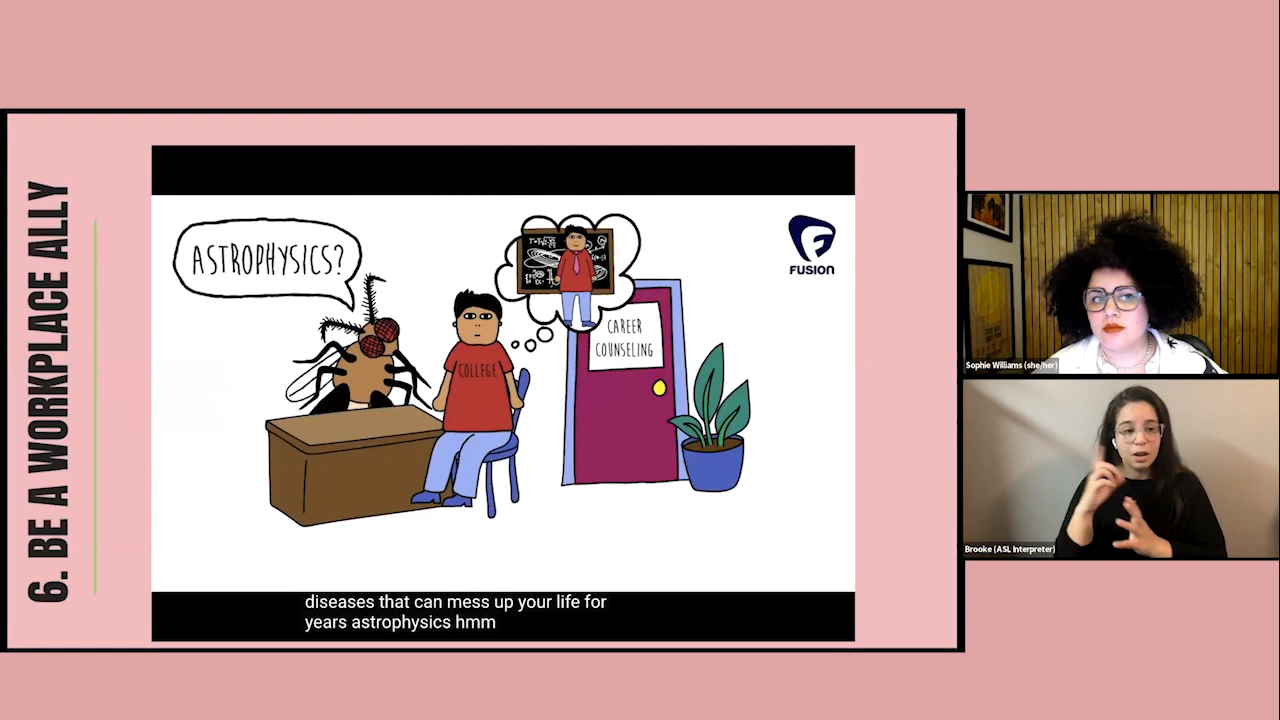 6. BE A WORKPLACE ALLY
ASTROPHYSICS?
COLLEGE
CAREER
COUNSELING
FUSION
diseases that can mess up your life for
years astrophysics hmm
Sophie Williams (she/her)
Brooke (ASL Interpreter)